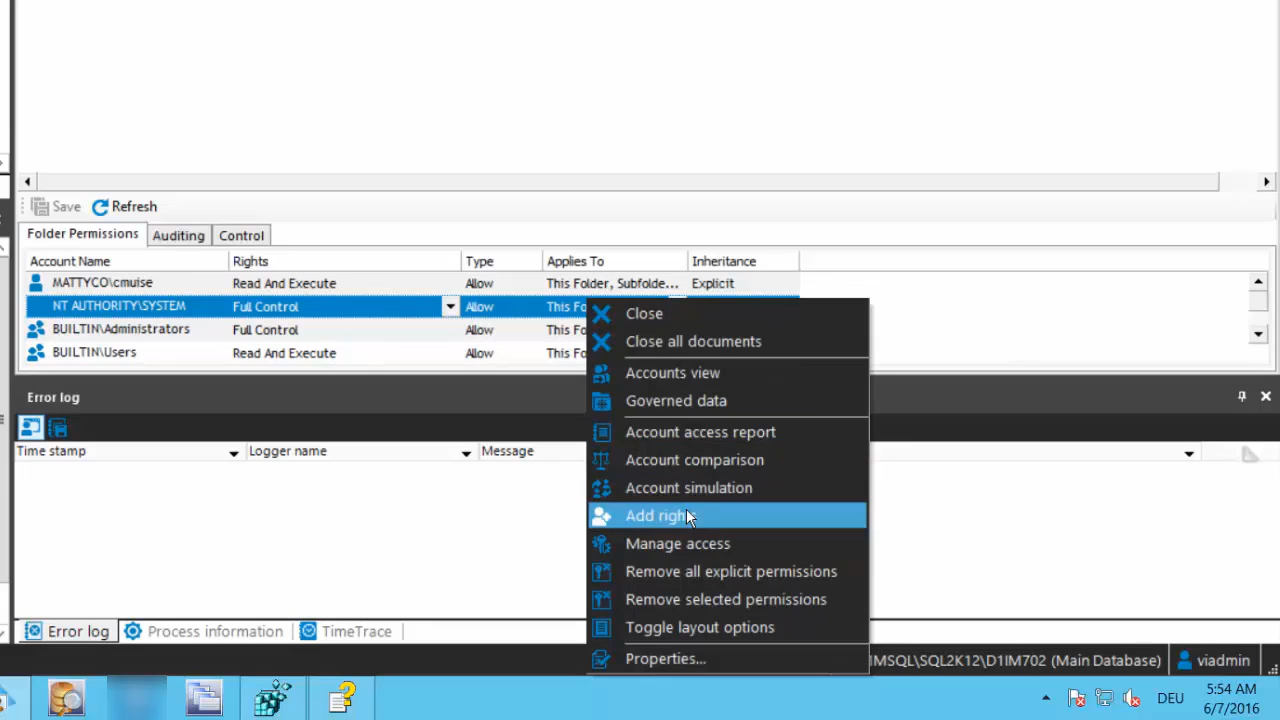 Save Refresh
Folder Permissions Auditing Control
Account Name Rights Type Applies To Inheritance
MATTYCO\cmuise Read And Execute Allow This Folder, Subfolde... Explicit
NT AUTHORITY\SYSTEM Full Control Allow This Fo
BUILTIN\Administrators Full Control Allow This Fo
BUILTIN\Users Read And Execute Allow This Fo
Close
Close all documents
Accounts view
Governed data
Account access report
Account comparison
Account simulation
Add rights
Manage access
Remove all explicit permissions
Remove selected permissions
Toggle layout options
Properties...
Error log
Time stamp Logger name Message
Error log Process information TimeTrace
IMSQL\SQL2K12\D1IM702 (Main Database) viadmin
DEU
5:54 AM
6/7/2016